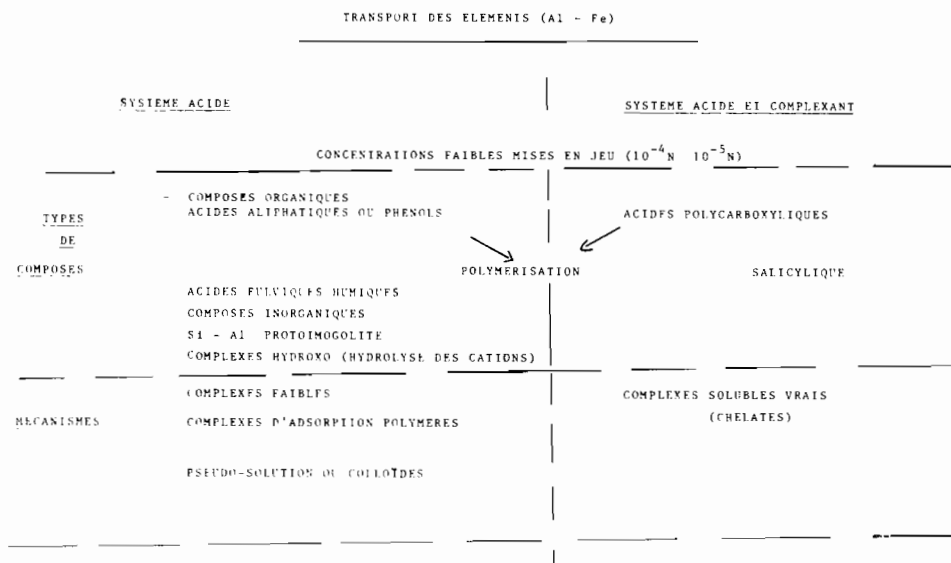 TRANSPORT DES ELEMENTS (Al - Fe)
SYSTEME ACIDE
SYSTEME ACIDE ET COMPLEXANT
CONCENTRATIONS FAIBLES MISES EN JEU (10⁻⁴N 10⁻⁵N)
- COMPOSES ORGANIQUES
TYPES
ACIDES ALIPHATIQUES OU PHENOLS
ACIDES POLYCARBOXYLIQUES
DE
COMPOSES
POLYMERISATION
SALICYLIQUE
ACIDES FULVIQUES HUMIQUES
COMPOSES INORGANIQUES
Si - Al PROTOIMOGOLITE
COMPLEXES HYDROXO (HYDROLYSE DES CATIONS)
COMPLEXES FAIBLES
COMPLEXES SOLUBLES VRAIS
MECANISMES
COMPLEXES D'ADSORPTION POLYMERES
(CHELATES)
PSEUDO-SOLUTION OU COLLOÏDES